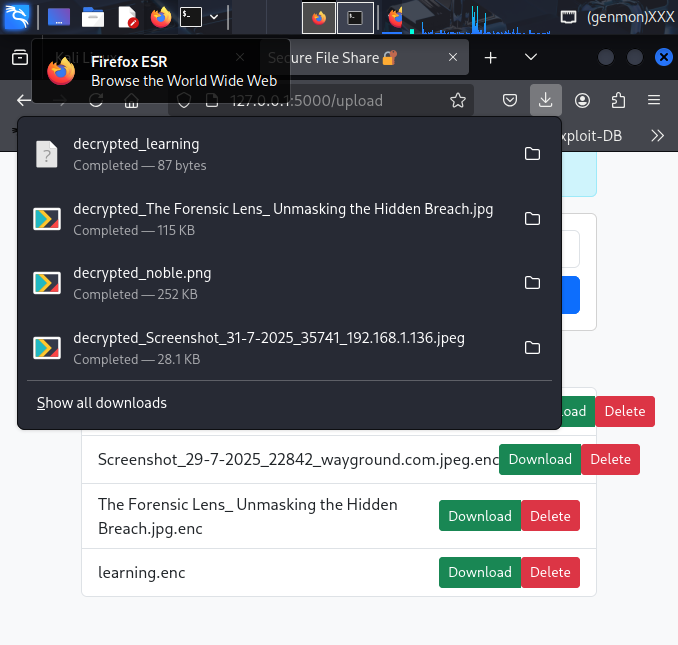 (genmon)XXX
Kali Linux
Secure File Share
Firefox ESR
Browse the World Wide Web
127.0.0.1:5000/upload
xploit-DB
decrypted_learning
Completed — 87 bytes
decrypted_The Forensic Lens_ Unmasking the Hidden Breach.jpg
Completed — 115 KB
decrypted_noble.png
Completed — 252 KB
decrypted_Screenshot_31-7-2025_35741_192.168.1.136.jpeg
Completed — 28.1 KB
Show all downloads
load Delete
Screenshot_29-7-2025_22842_wayground.com.jpeg.enc Download Delete
The Forensic Lens_ Unmasking the Hidden
Breach.jpg.enc
Download Delete
learning.enc Download Delete